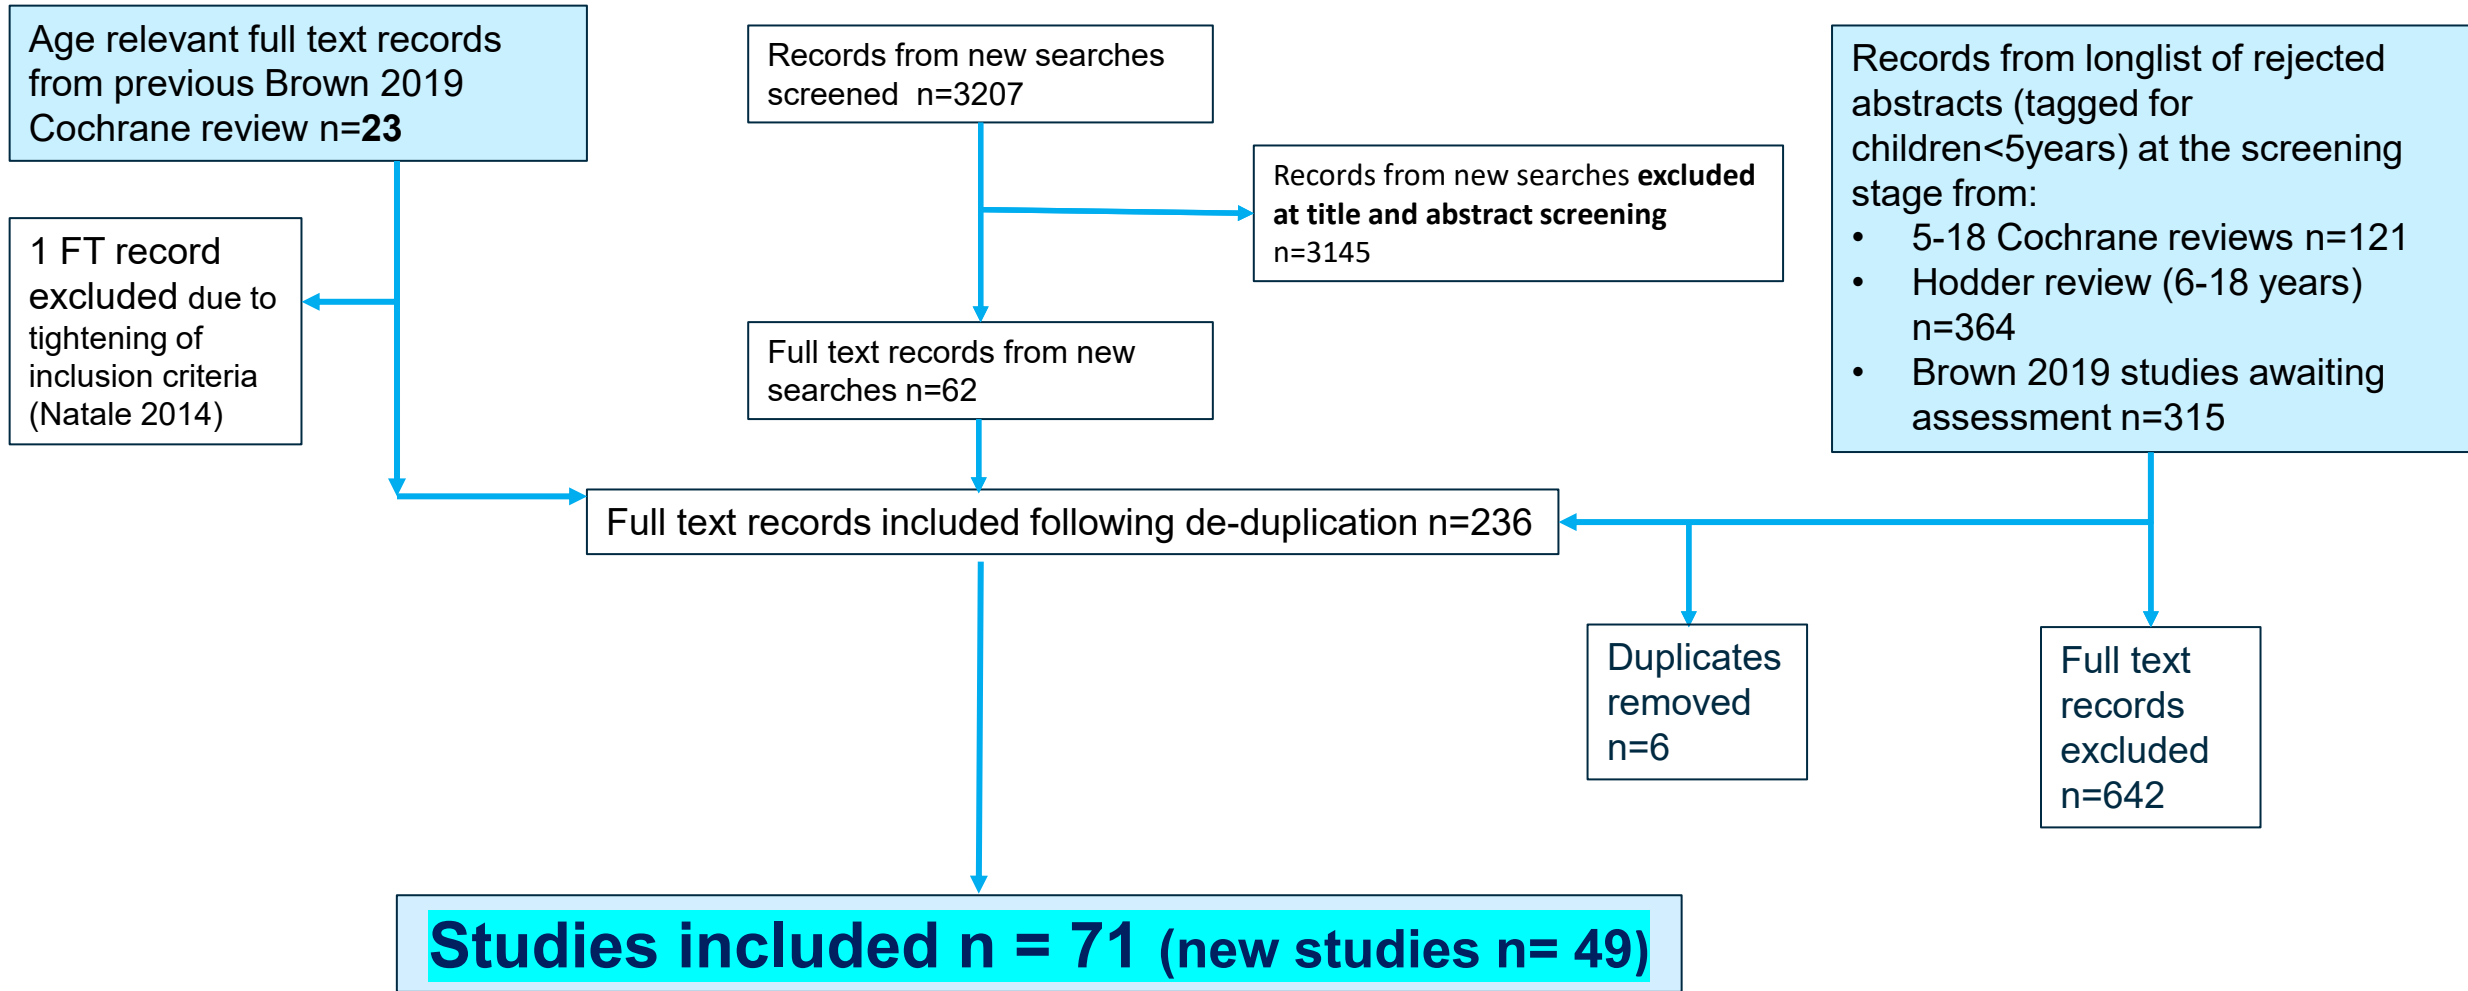 Age relevant full text records
from previous Brown 2019
Cochrane review n=23
1 FT record
excluded due to
tightening of
inclusion criteria
(Natale 2014)
Records from new searches
screened  n=3207
Records from new searches excluded
at title and abstract screening
n=3145
Full text records from new
searches n=62
Records from longlist of rejected
abstracts (tagged for
children<5years) at the screening
stage from:
• 5-18 Cochrane reviews n=121
• Hodder review (6-18 years)
n=364
• Brown 2019 studies awaiting
assessment n=315
Full text records included following de-duplication n=236
Duplicates
removed
n=6
Full text
records
excluded
n=642
Studies included n = 71 (new studies n= 49)